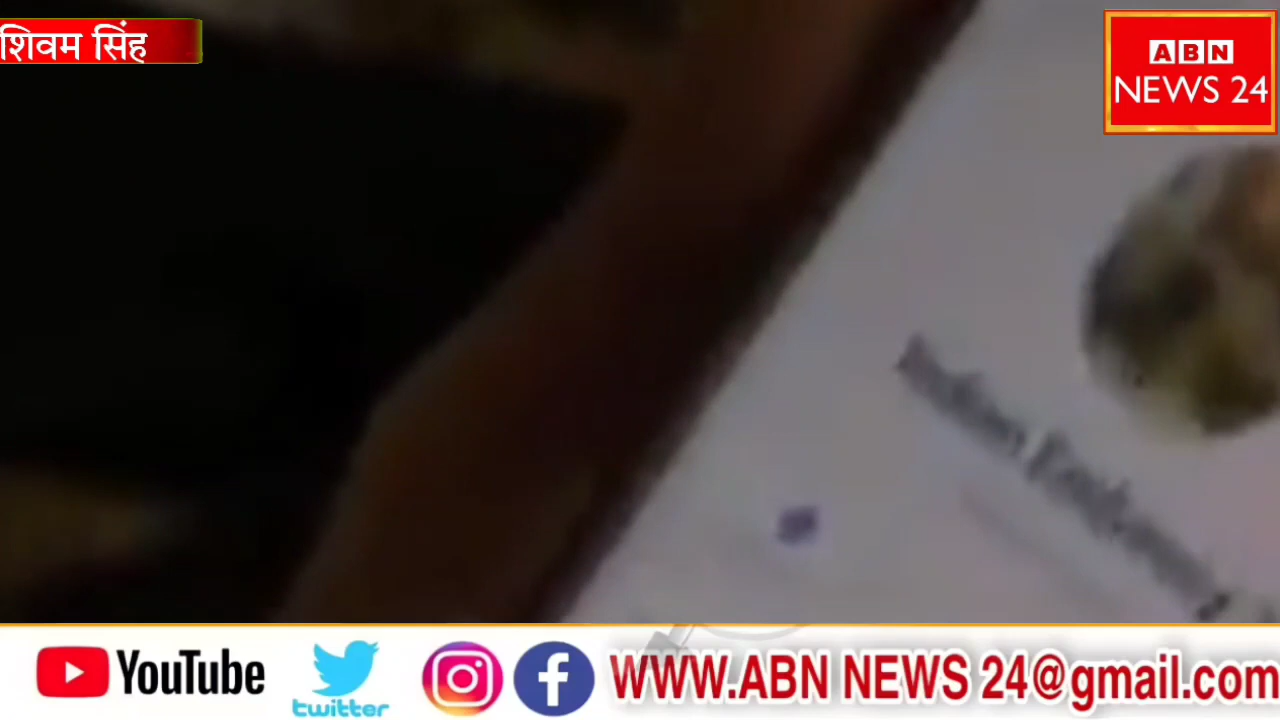 शिवम सिंह
ABN
NEWS 24
YouTube
twitter
WWW.ABN NEWS 24@gmail.com